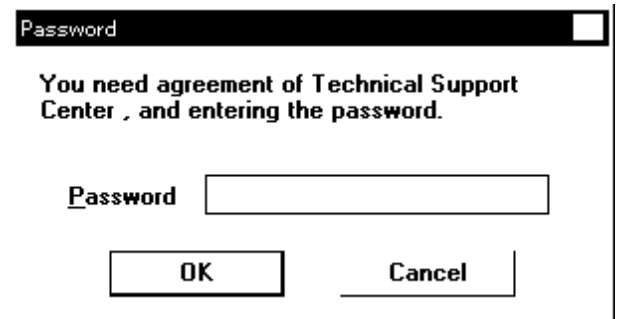 Password
You need agreement of Technical Support
Center , and entering the password.
Password
OK Cancel